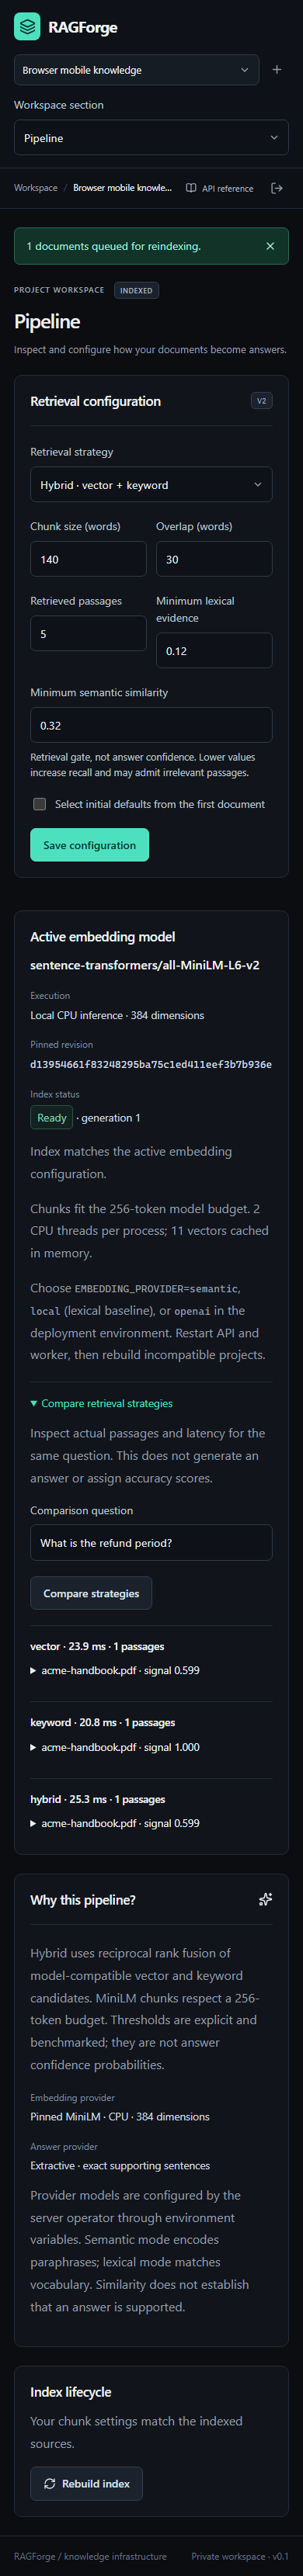 RAGForge
Browser mobile knowledge
Workspace section
Pipeline
Workspace / Browser mobile knowle... API reference
1 documents queued for reindexing.
PROJECT WORKSPACE INDEXED
Pipeline
Inspect and configure how your documents become answers.
Retrieval configuration V2
Retrieval strategy
Hybrid · vector + keyword
Chunk size (words) Overlap (words)
140 30
Retrieved passages Minimum lexical
evidence
5 0.12
Minimum semantic similarity
0.32
Retrieval gate, not answer confidence. Lower values
increase recall and may admit irrelevant passages.
Select initial defaults from the first document
Save configuration
Active embedding model
sentence-transformers/all-MiniLM-L6-v2
Execution
Local CPU inference · 384 dimensions
Pinned revision
d13954661f83248295ba75c1ed411eef3b7b936e
Index status
Ready · generation 1
Index matches the active embedding
configuration.
Chunks fit the 256-token model budget. 2
CPU threads per process; 11 vectors cached
in memory.
Choose EMBEDDING_PROVIDER=semantic,
local (lexical baseline), or openai in the
deployment environment. Restart API and
worker, then rebuild incompatible projects.
Compare retrieval strategies
Inspect actual passages and latency for the
same question. This does not generate an
answer or assign accuracy scores.
Comparison question
What is the refund period?
Compare strategies
vector · 23.9 ms · 1 passages
acme-handbook.pdf · signal 0.599
keyword · 20.8 ms · 1 passages
acme-handbook.pdf · signal 1.000
hybrid · 25.3 ms · 1 passages
acme-handbook.pdf · signal 0.599
Why this pipeline?
Hybrid uses reciprocal rank fusion of
model-compatible vector and keyword
candidates. MiniLM chunks respect a 256-
token budget. Thresholds are explicit and
benchmarked; they are not answer
confidence probabilities.
Embedding provider
Pinned MiniLM · CPU · 384 dimensions
Answer provider
Extractive · exact supporting sentences
Provider models are configured by the
server operator through environment
variables. Semantic mode encodes
paraphrases; lexical mode matches
vocabulary. Similarity does not establish
that an answer is supported.
Index lifecycle
Your chunk settings match the indexed
sources.
Rebuild index
RAGForge / knowledge infrastructure Private workspace · v0.1